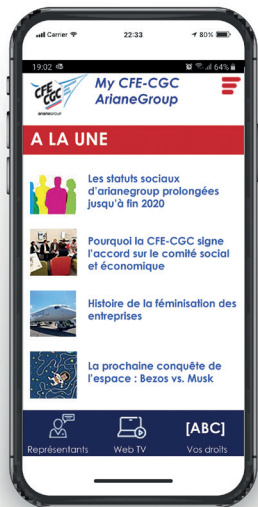 Carrier 22:33 80%
19:02 64%
CFE CGC
arianegroup
My CFE-CGC
ArianeGroup
A LA UNE
Les statuts sociaux
d'arianegroup prolongées
jusqu'à fin 2020
Pourquoi la CFE-CGC signe
l'accord sur le comité social
et économique
Histoire de la féminisation des
entreprises
La prochaine conquête de
l'espace : Bezos vs. Musk
Représentants Web TV [ABC] Vos droits